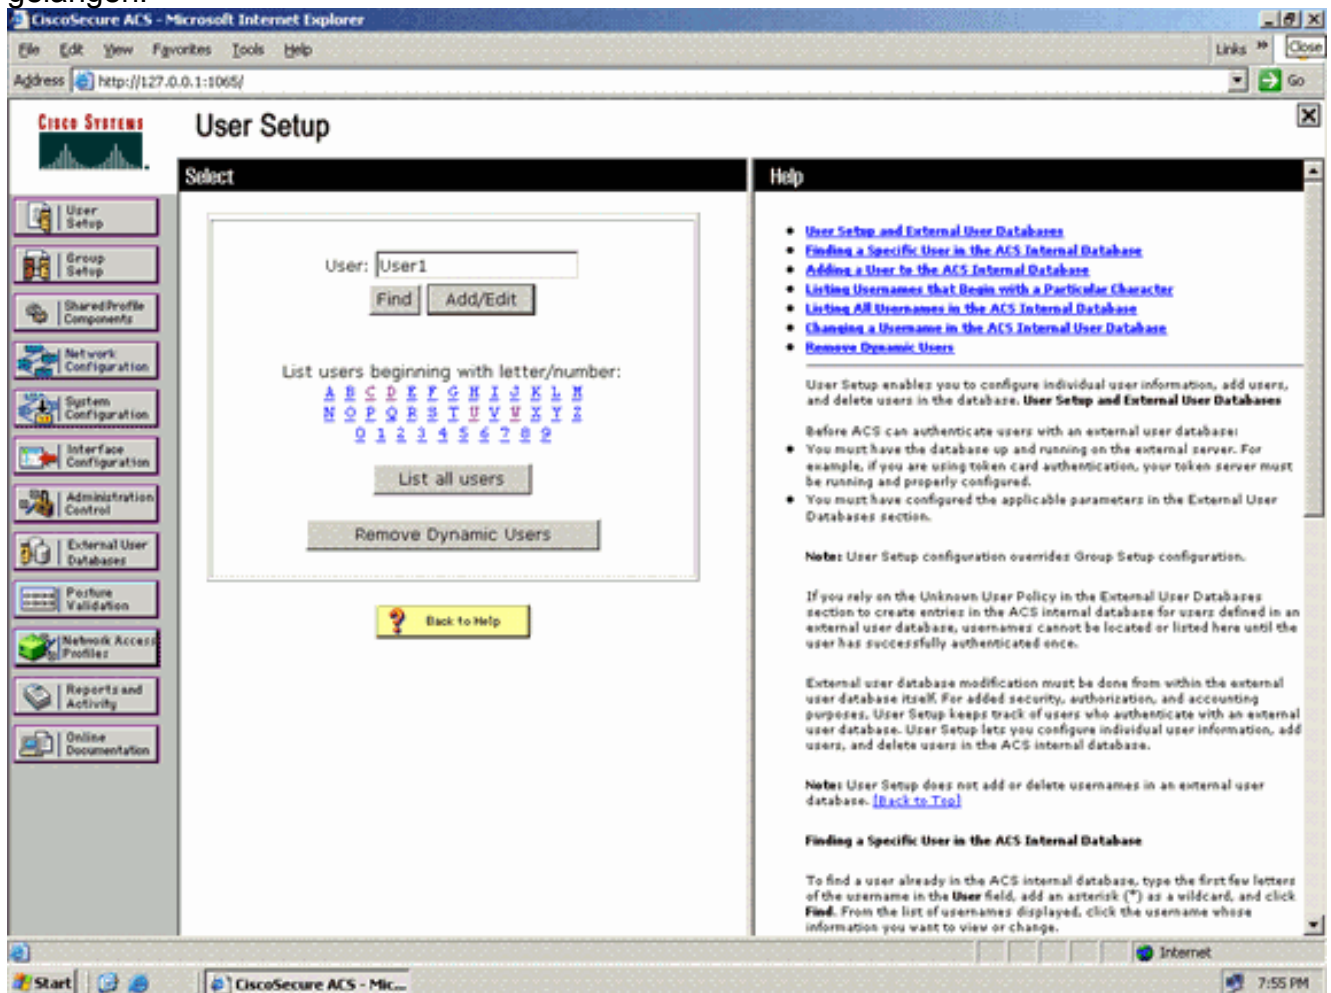 gelangen.
CiscoSecure ACS - Microsoft Internet Explorer
File Edit View Favorites Tools Help
Links » Close
Address http://127.0.0.1:1065/
Go
CISCO SYSTEMS
User Setup
Select
Help
User Setup
Group Setup
Shared Profile Components
Network Configuration
System Configuration
Interface Configuration
Administration Control
External User Databases
Posture Validation
Network Access Profiles
Reports and Activity
Online Documentation
User: User1
Find Add/Edit
List users beginning with letter/number:
A B C D E F G H I J K L M
N O P Q R S T U V W X Y Z
0 1 2 3 4 5 6 7 8 9
List all users
Remove Dynamic Users
Back to Help
• User Setup and External User Databases
• Finding a Specific User in the ACS Internal Database
• Adding a User to the ACS Internal Database
• Listing Usernames that Begin with a Particular Character
• Listing All Usernames in the ACS Internal Database
• Changing a Username in the ACS Internal User Database
• Remove Dynamic Users
User Setup enables you to configure individual user information, add users,
and delete users in the database. User Setup and External User Databases
Before ACS can authenticate users with an external user database:
• You must have the database up and running on the external server. For
example, if you are using token card authentication, your token server must
be running and properly configured.
• You must have configured the applicable parameters in the External User
Databases section.
Note: User Setup configuration overrides Group Setup configuration.
If you rely on the Unknown User Policy in the External User Databases
section to create entries in the ACS internal database for users defined in an
external user database, usernames cannot be located or listed here until the
user has successfully authenticated once.
External user database modification must be done from within the external
user database itself. For added security, authorization, and accounting
purposes, User Setup keeps track of users who authenticate with an external
user database. User Setup lets you configure individual user information, add
users, and delete users in the ACS internal database.
Note: User Setup does not add or delete usernames in an external user
database. [Back to Top]
Finding a Specific User in the ACS Internal Database
To find a user already in the ACS internal database, type the first few letters
of the username in the User field, add an asterisk (*) as a wildcard, and click
Find. From the list of usernames displayed, click the username whose
information you want to view or change.
Internet
Start
CiscoSecure ACS - Mic...
7:55 PM